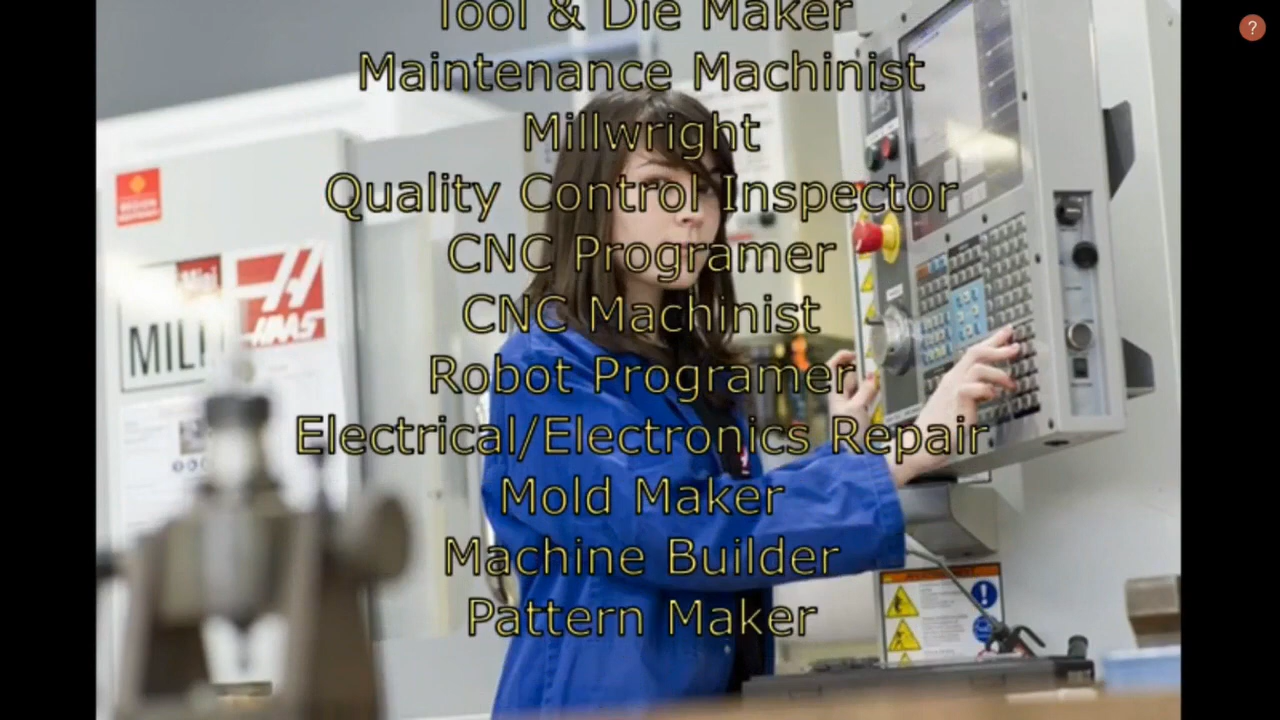 Tool & Die Maker
Maintenance Machinist
Millwright
Quality Control Inspector
CNC Programer
CNC Machinist
Robot Programer
Electrical/Electronics Repair
Mold Maker
Machine Builder
Pattern Maker
Mini
MILL
HAAS
?